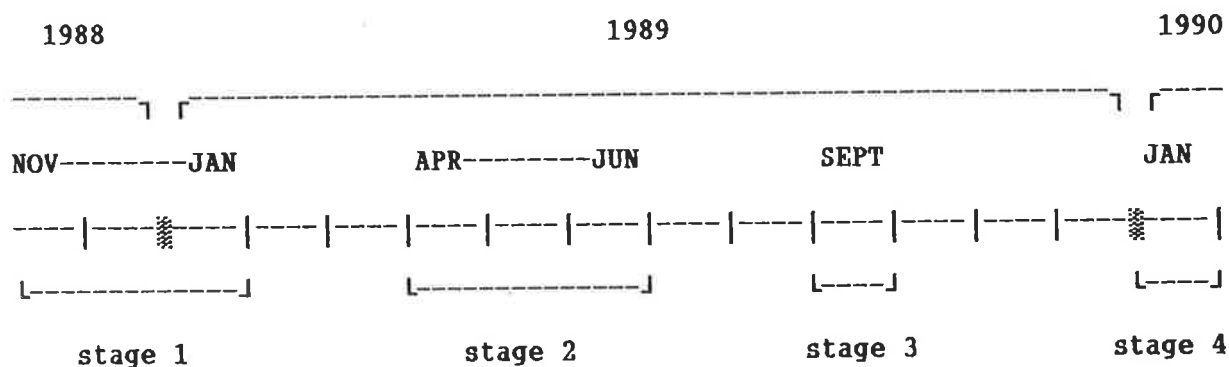 1988 1989 1990
NOV---------JAN APR---------JUN SEPT JAN
stage 1 stage 2 stage 3 stage 4